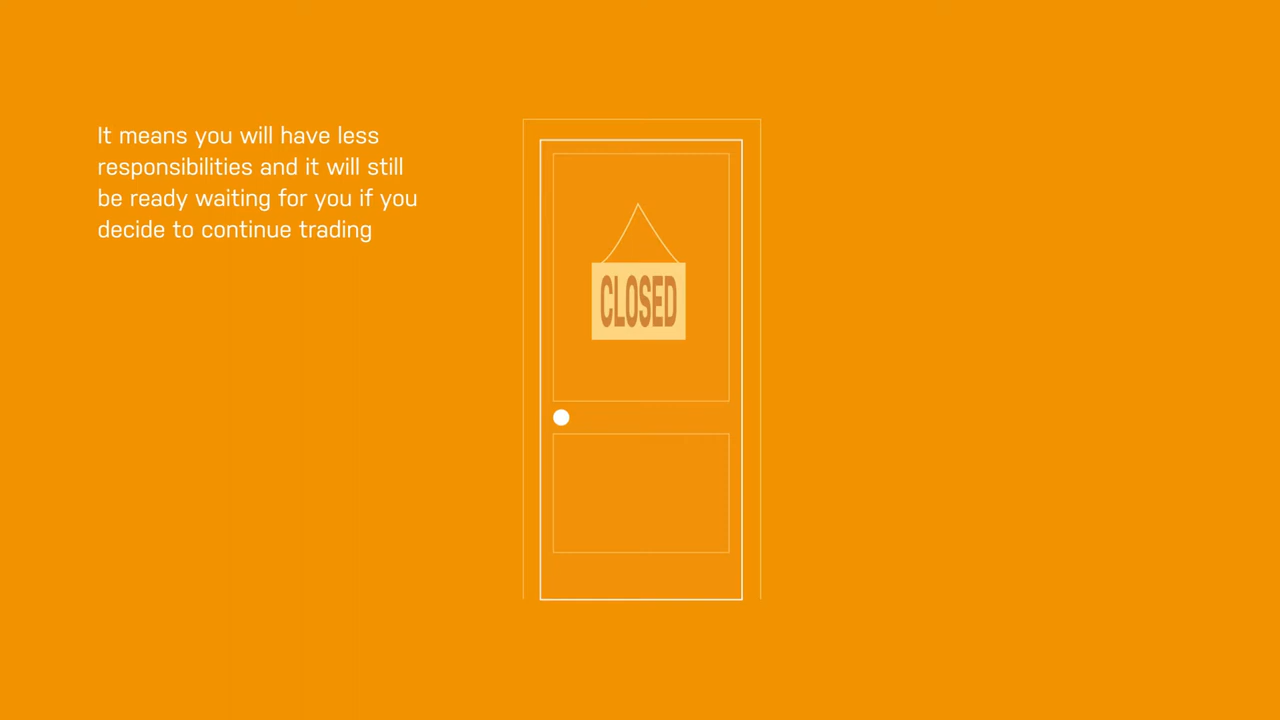 It means you will have less
responsibilities and it will still
be ready waiting for you if you
decide to continue trading
CLOSED